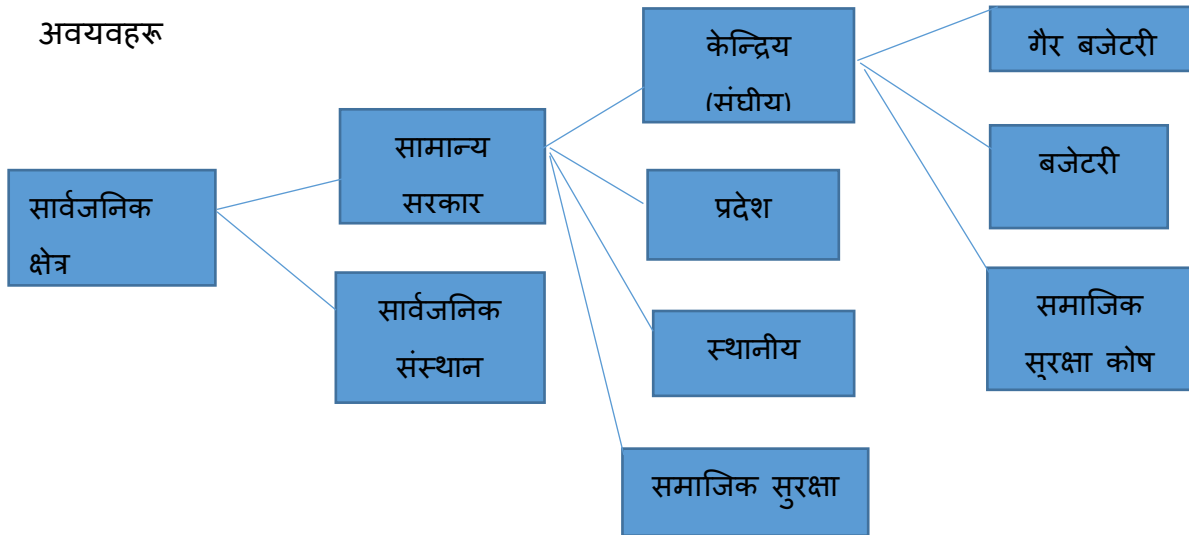 अवयवहरू
सार्वजनिक
क्षेत्र
सामान्य
सरकार
सार्वजनिक
संस्थान
केन्द्रिय
(संघीय)
प्रदेश
स्थानीय
समाजिक सुरक्षा
गैर बजेटरी
बजेटरी
समाजिक
सुरक्षा कोष